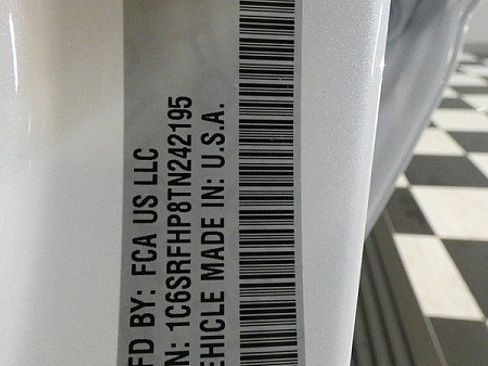 FD BY: FCA US LLC
N: 1C6SRFHP8TN242195
EHICLE MADE IN: U.S.A.